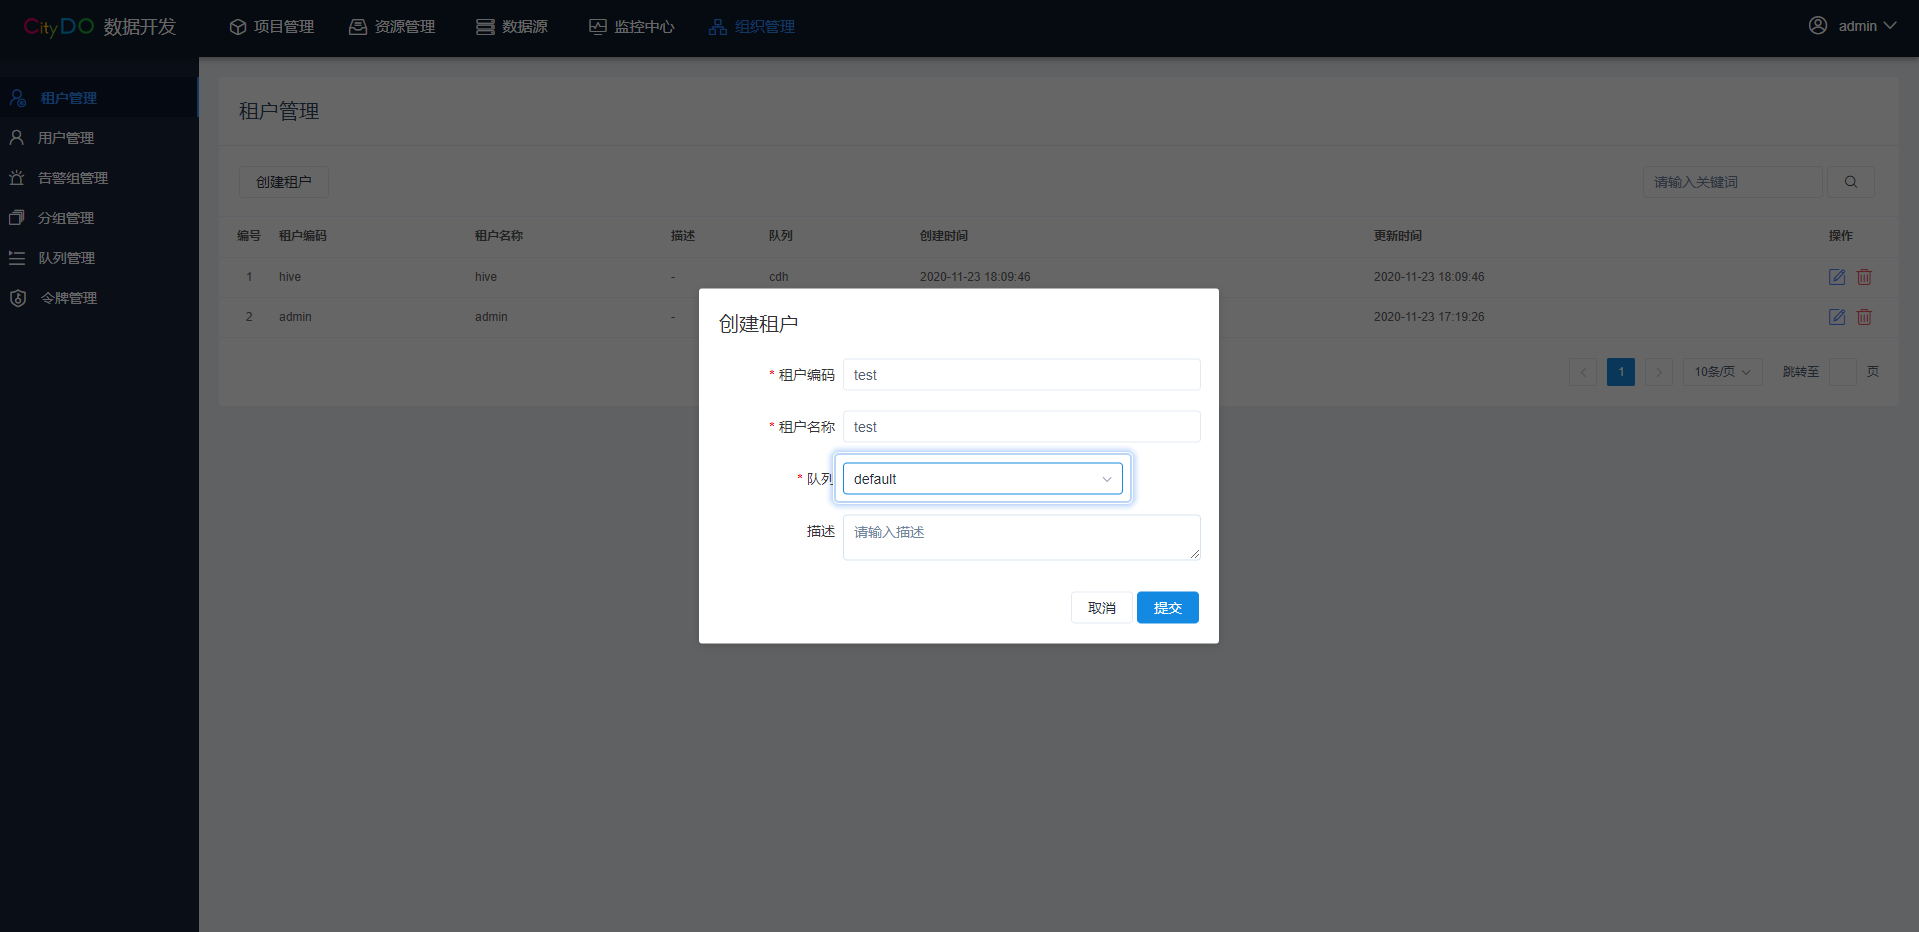 CityDO 数据开发 项目管理 资源管理 数据源 监控中心 组织管理 admin
租户管理
用户管理
告警组管理
分组管理
队列管理
令牌管理
租户管理
创建租户 请输入关键词
编号 租户编码 租户名称 描述 队列 创建时间 更新时间 操作
1 hive hive - cdh 2020-11-23 18:09:46 2020-11-23 18:09:46
2 admin admin - 2020-11-23 17:19:26
1 10条/页 跳转至 页
创建租户
* 租户编码 test
* 租户名称 test
* 队列 default
描述 请输入描述
取消 提交